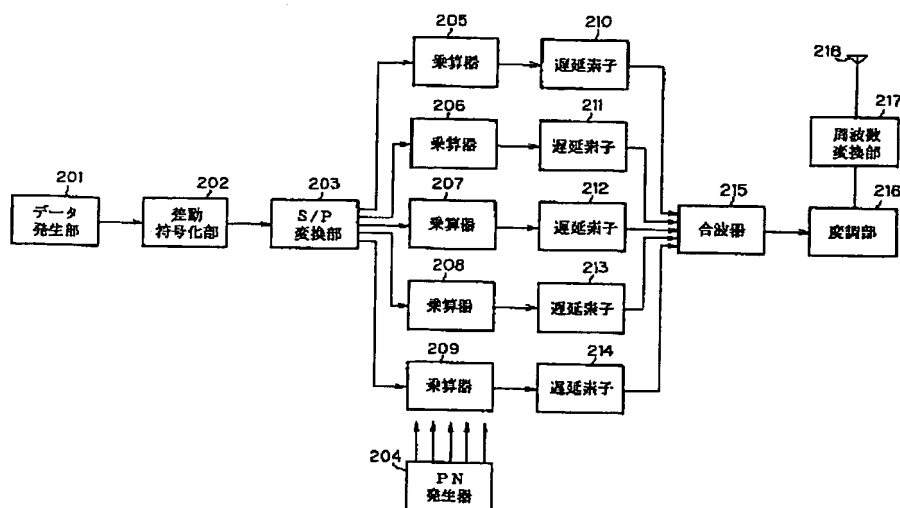 205
乗算器
210
遅延素子
218
206
乗算器
211
遅延素子
217
周波数
変換部
201
データ
発生部
202
差動
符号化部
203
S/P
変換部
207
乗算器
212
遅延素子
215
合波器
216
変調部
208
乗算器
213
遅延素子
209
乗算器
214
遅延素子
204
PN
発生器